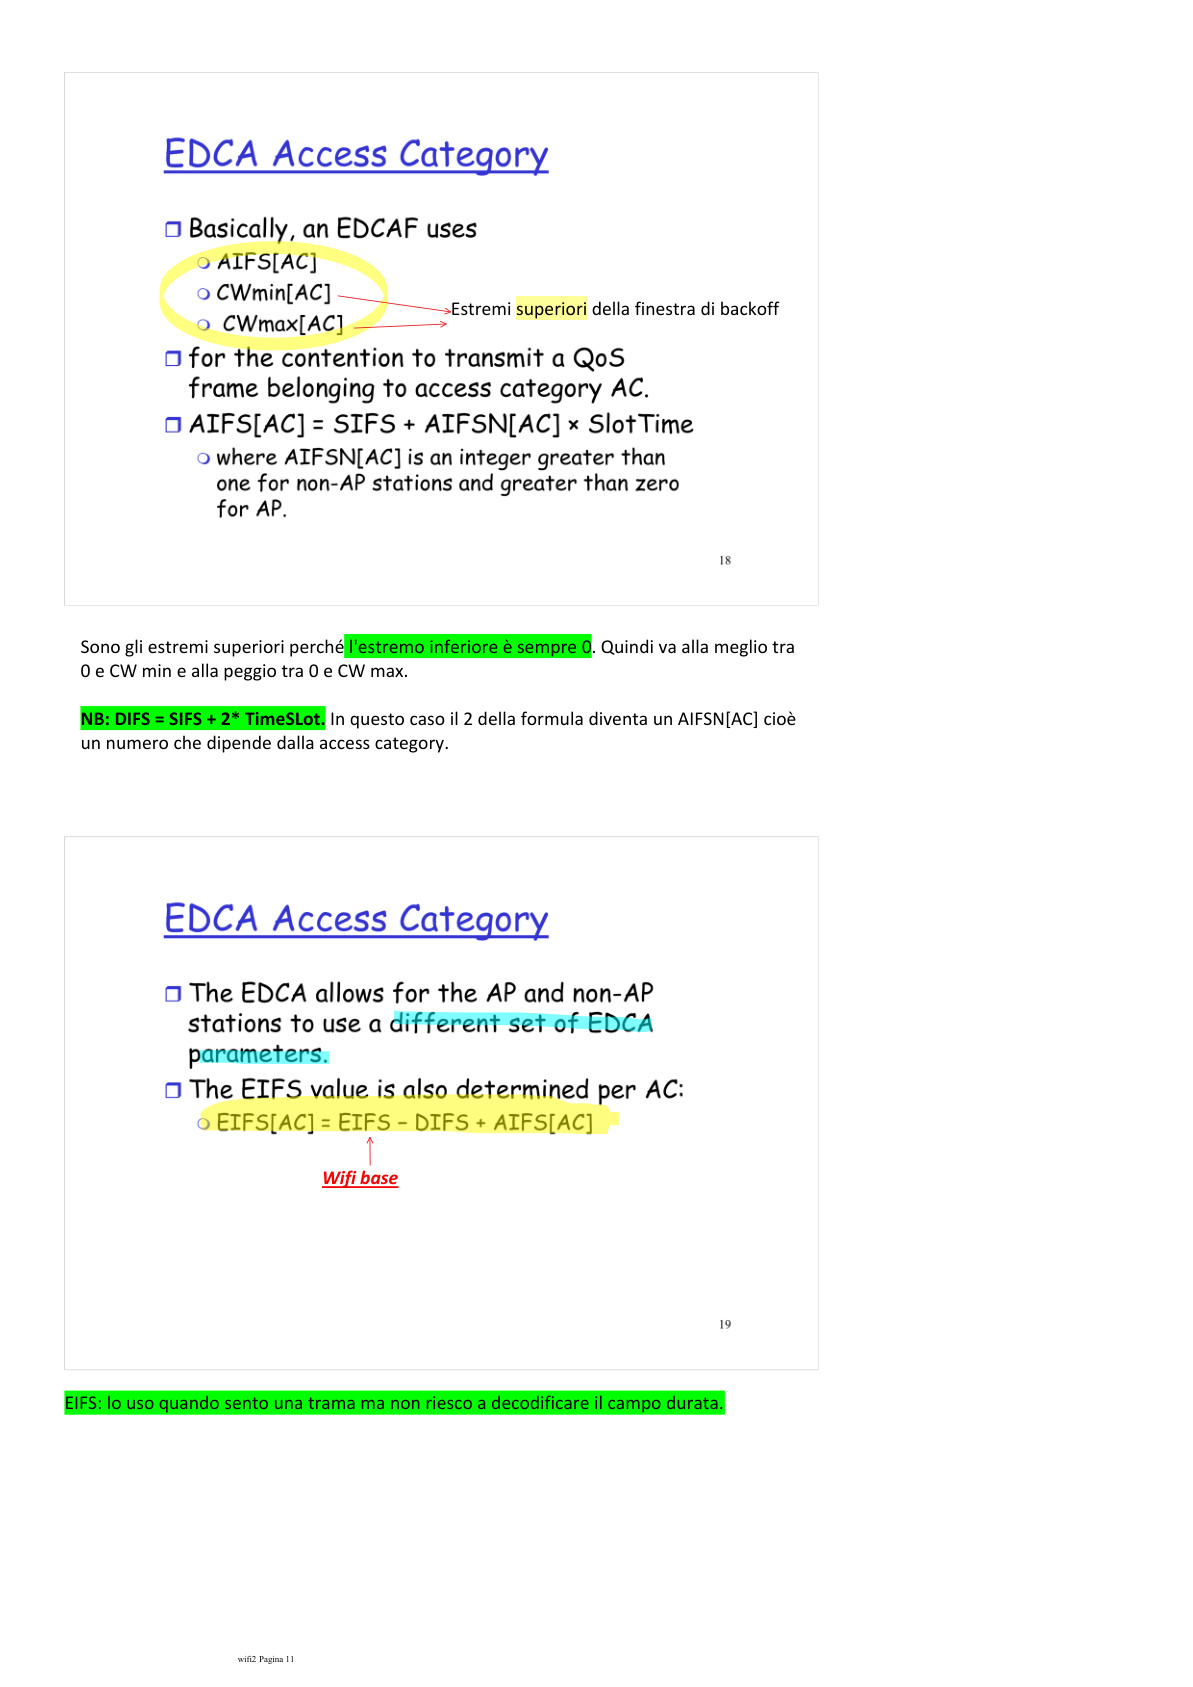 EDCA Access Category
Basically, an EDCAF uses
AIFS[AC]
CWmin[AC]
CWmax[AC]
Estremi superiori della finestra di backoff
for the contention to transmit a QoS
frame belonging to access category AC.
AIFS[AC] = SIFS + AIFSN[AC] × SlotTime
where AIFSN[AC] is an integer greater than
one for non-AP stations and greater than zero
for AP.
18
Sono gli estremi superiori perché l'estremo inferiore è sempre 0. Quindi va alla meglio tra
0 e CW min e alla peggio tra 0 e CW max.
NB: DIFS = SIFS + 2* TimeSLot. In questo caso il 2 della formula diventa un AIFSN[AC] cioè
un numero che dipende dalla access category.
EDCA Access Category
The EDCA allows for the AP and non-AP
stations to use a different set of EDCA
parameters.
The EIFS value is also determined per AC:
EIFS[AC] = EIFS – DIFS + AIFS[AC]
Wifi base
19
EIFS: lo uso quando sento una trama ma non riesco a decodificare il campo durata.
wifi2 Pagina 11